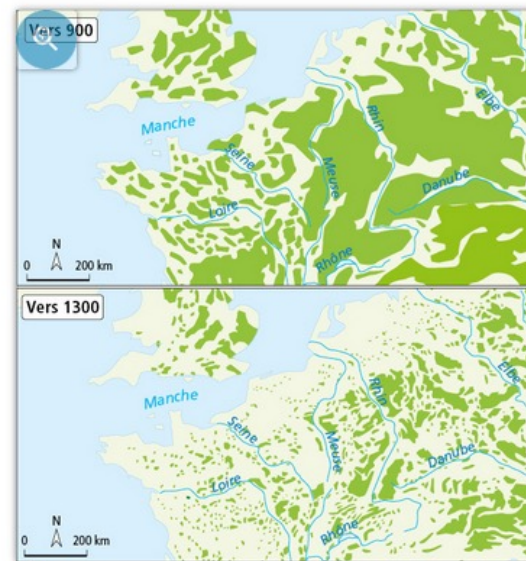 Vers 900
Manche
Seine
Loire
Meuse
Rhin
Elbe
Danube
Rhône
N
0 200 km
Vers 1300
Manche
Seine
Loire
Meuse
Rhin
Elbe
Danube
Rhône
N
0 200 km